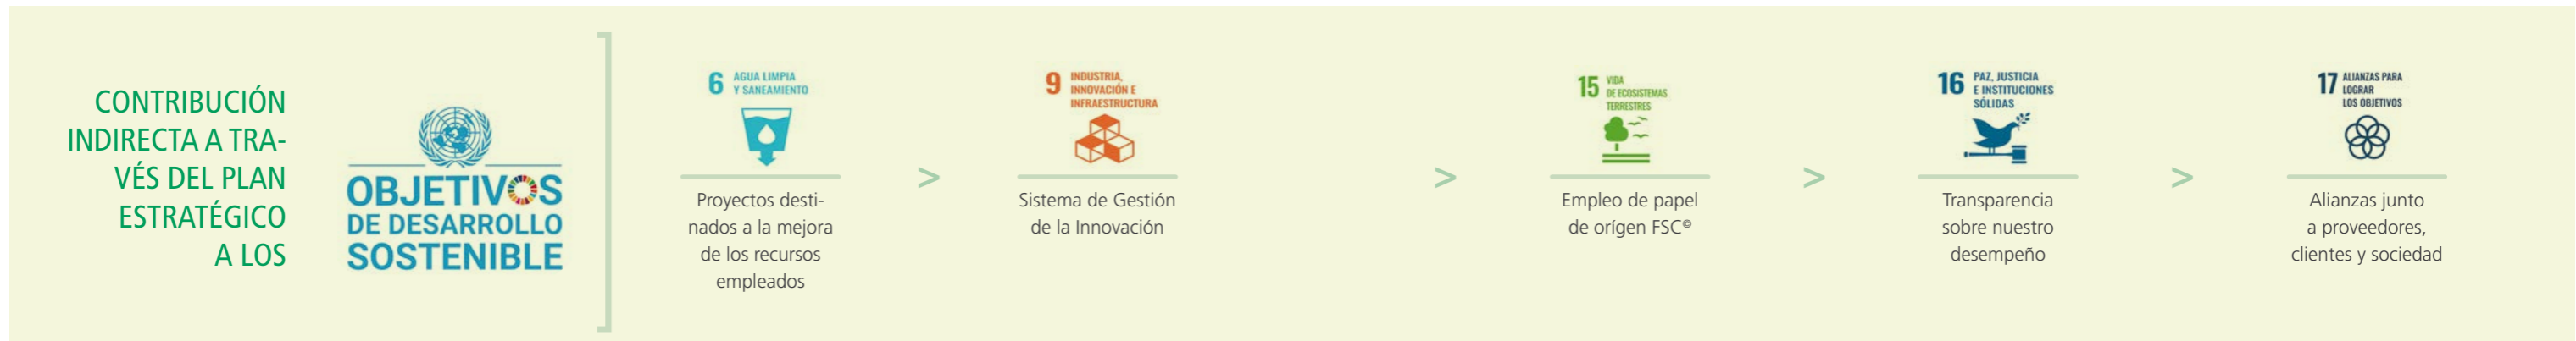 CONTRIBUCIÓN
INDIRECTA A TRA-
VÉS DEL PLAN
ESTRATÉGICO
A LOS
OBJETIVOS
DE DESARROLLO
SOSTENIBLE
6 AGUA LIMPIA
Y SANEAMIENTO
Proyectos desti-
nados a la mejora
de los recursos
empleados
>
9 INDUSTRIA,
INNOVACIÓN E
INFRAESTRUCTURA
Sistema de Gestión
de la Innovación
>
15 VIDA
DE ECOSISTEMAS
TERRESTRES
Empleo de papel
de orígen FSC©
>
16 PAZ, JUSTICIA
E INSTITUCIONES
SÓLIDAS
Transparencia
sobre nuestro
desempeño
>
17 ALIANZAS PARA
LOGRAR
LOS OBJETIVOS
Alianzas junto
a proveedores,
clientes y sociedad